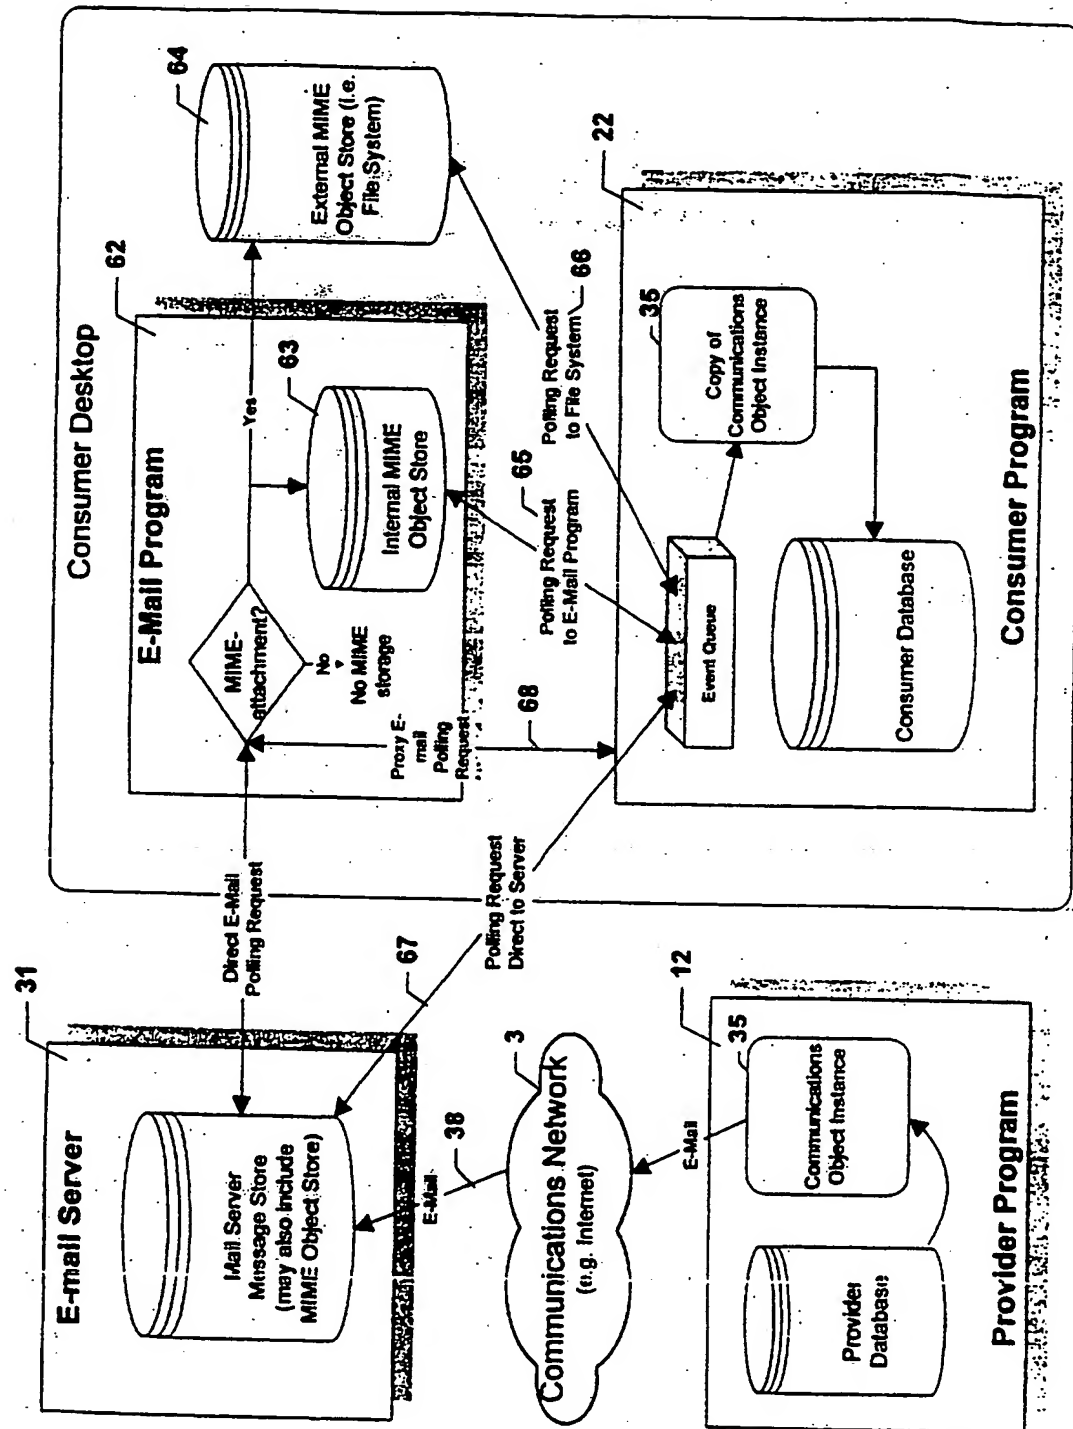 31
E-mail Server
Mail Server
Message Store
(may also include
MIME Object Store)
E-Mail
38
3
Communications Network
(e.g. Internet)
E-Mail
12
35
Communications
Object Instance
Provider
Database
Provider Program
Direct E-Mail
Polling Request
67
Polling Request
Direct to Server
Consumer Desktop
62
E-Mail Program
MIME-
attachment?
Yes
No
No MIME
storage
63
Internal MIME
Object Store
64
External MIME
Object Store (i.e.
File System)
Proxy E-
mail
Polling
Request
68
65
Polling Request
to E-Mail Program
66
Polling Request
to File System
22
35
Copy of
Communications
Object Instance
Event Queue
Consumer Database
Consumer Program